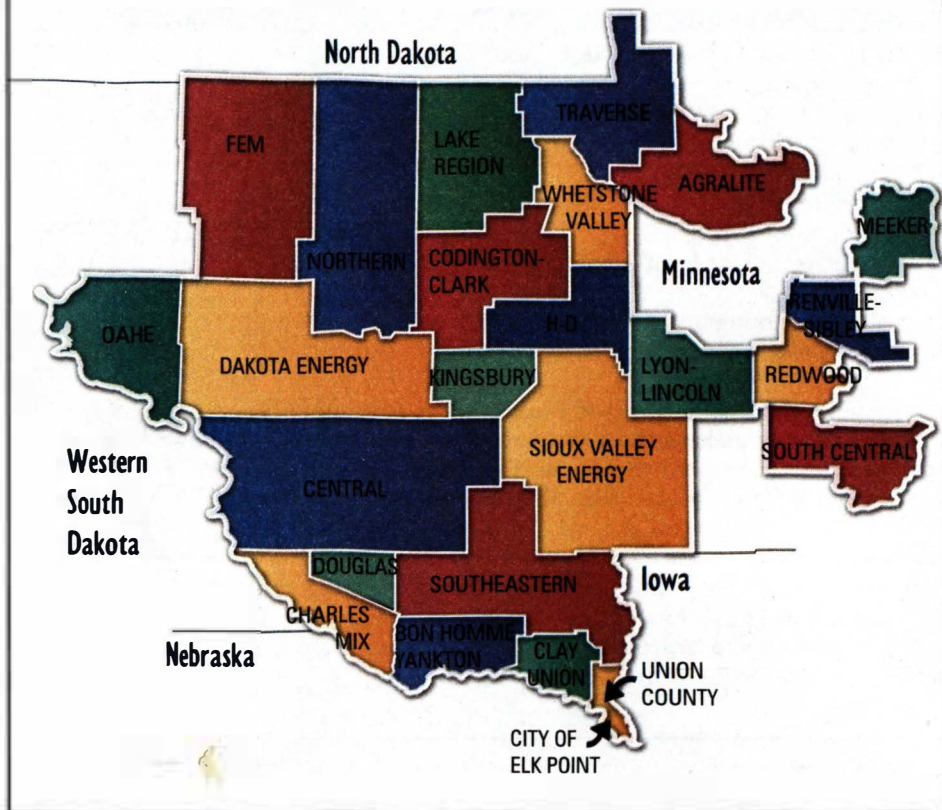 North Dakota
TRAVERSE
FEM
LAKE
REGION
AGRALITE
WHETSTONE
VALLEY
MEEKER
NORTHERN
CODINGTON-
CLARK
Minnesota
RENVILLE-
SIBLEY
OAHE
H-D
DAKOTA ENERGY
KINGSBURY
LYON-
LINCOLN
REDWOOD
SIOUX VALLEY
ENERGY
SOUTH CENTRAL
Western
South
Dakota
CENTRAL
DOUGLAS
SOUTHEASTERN
Iowa
CHARLES
MIX
BON HOMME
YANKTON
Nebraska
CLAY
UNION
UNION
COUNTY
CITY OF
ELK POINT